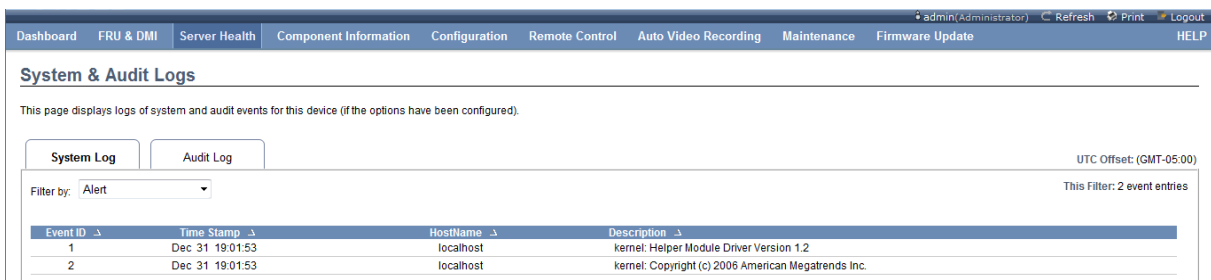 admin(Administrator) Refresh Print Logout
Dashboard FRU & DMI Server Health Component Information Configuration Remote Control Auto Video Recording Maintenance Firmware Update HELP
System & Audit Logs
This page displays logs of system and audit events for this device (if the options have been configured).
System Log Audit Log UTC Offset: (GMT-05:00)
Filter by: Alert This Filter: 2 event entries
Event ID Time Stamp HostName Description
1 Dec 31 19:01:53 localhost kernel: Helper Module Driver Version 1.2
2 Dec 31 19:01:53 localhost kernel: Copyright (c) 2006 American Megatrends Inc.